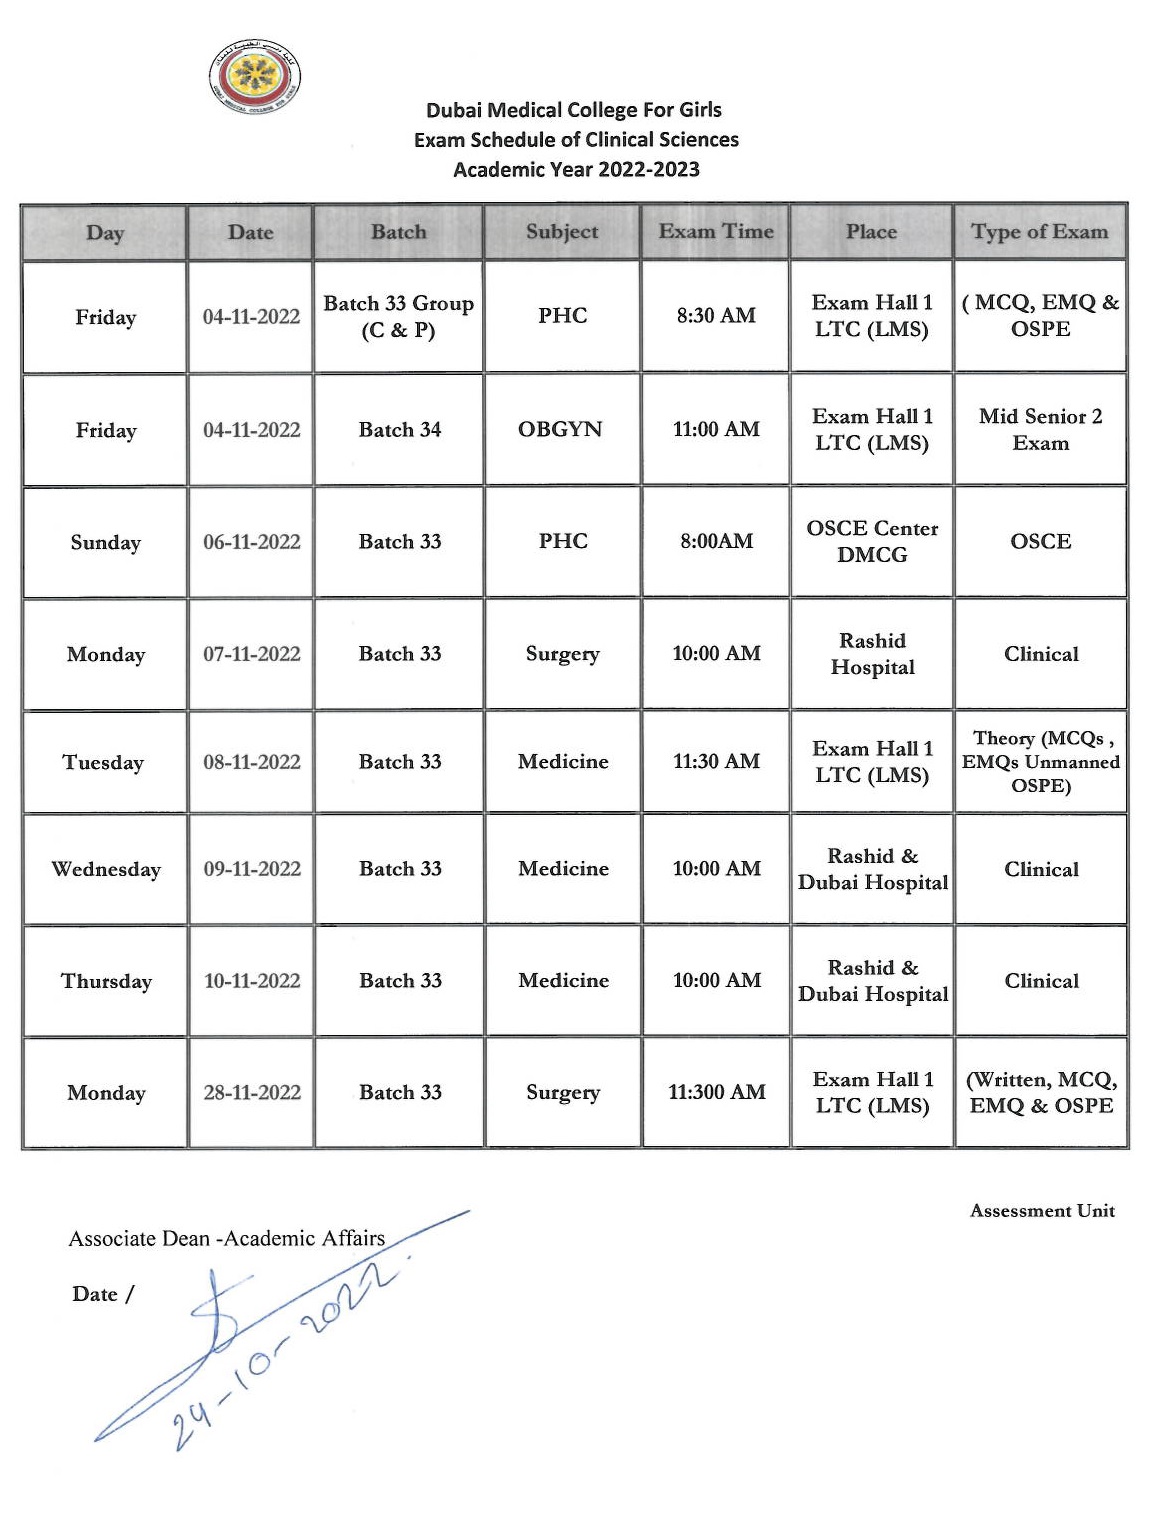 Dubai Medical College For Girls
Exam Schedule of Clinical Sciences
Academic Year 2022-2023
Day Date Batch Subject Exam Time Place Type of Exam
Friday 04-11-2022 Batch 33 Group (C & P) PHC 8:30 AM Exam Hall 1 LTC (LMS) ( MCQ, EMQ & OSPE
Friday 04-11-2022 Batch 34 OBGYN 11:00 AM Exam Hall 1 LTC (LMS) Mid Senior 2 Exam
Sunday 06-11-2022 Batch 33 PHC 8:00AM OSCE Center DMCG OSCE
Monday 07-11-2022 Batch 33 Surgery 10:00 AM Rashid Hospital Clinical
Tuesday 08-11-2022 Batch 33 Medicine 11:30 AM Exam Hall 1 LTC (LMS) Theory (MCQs , EMQs Unmanned OSPE)
Wednesday 09-11-2022 Batch 33 Medicine 10:00 AM Rashid & Dubai Hospital Clinical
Thursday 10-11-2022 Batch 33 Medicine 10:00 AM Rashid & Dubai Hospital Clinical
Monday 28-11-2022 Batch 33 Surgery 11:300 AM Exam Hall 1 LTC (LMS) (Written, MCQ, EMQ & OSPE
Assessment Unit
Associate Dean -Academic Affairs
Date /
24-10-2022